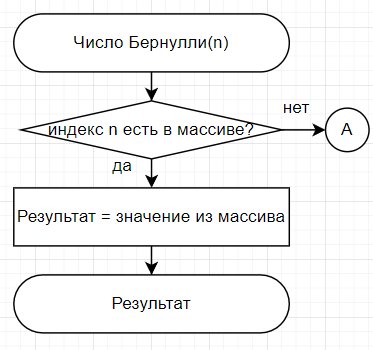 Число Бернулли(n)
индекс n есть в массиве?
нет
А
да
Результат = значение из массива
Результат